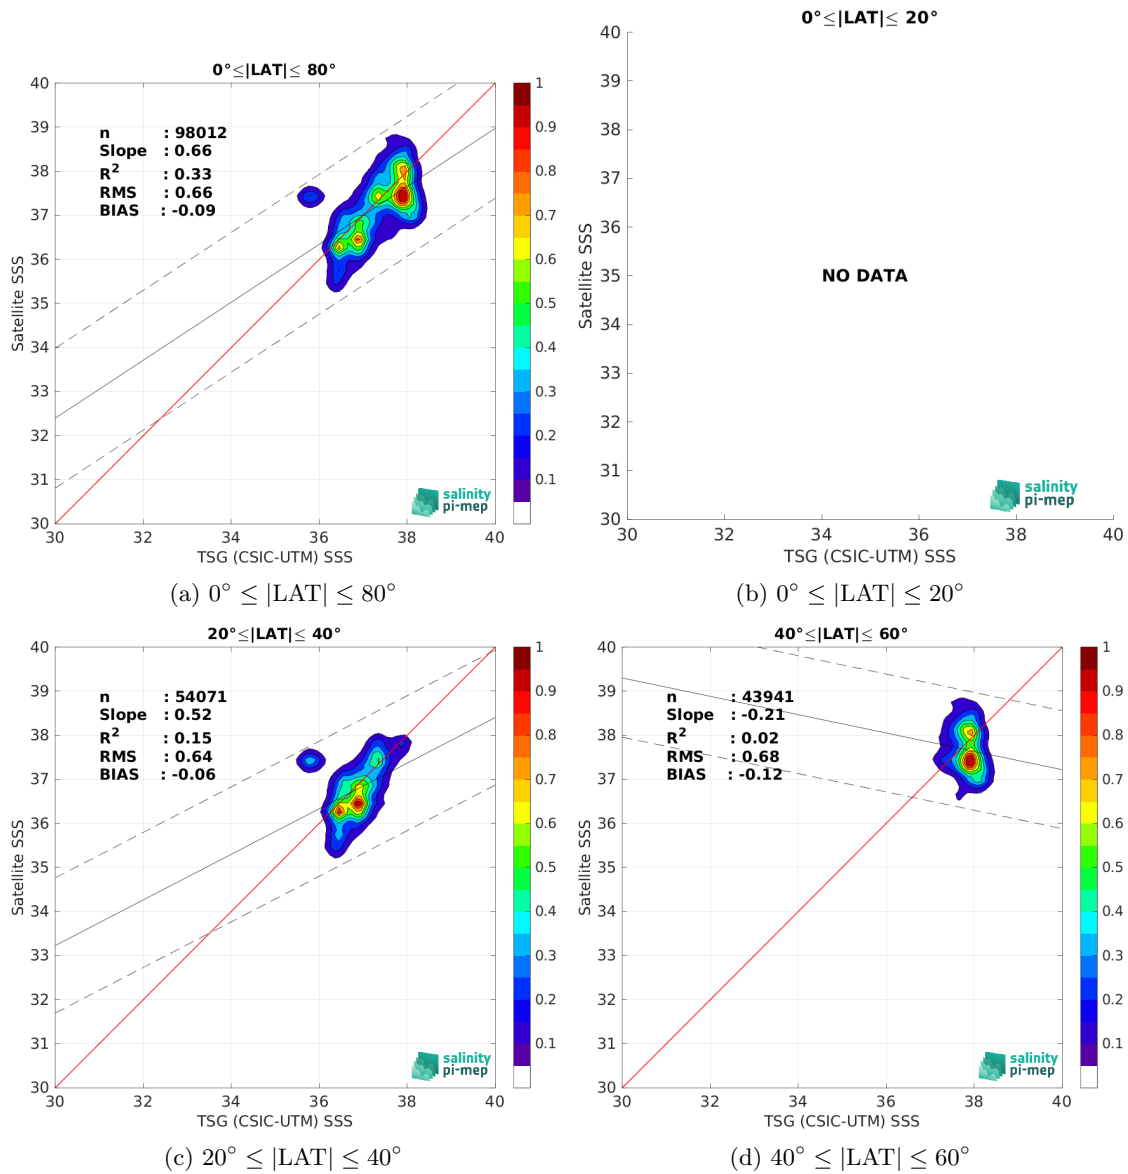 0°≤|LAT|≤ 80°
40
39
38
37
36
35
34
33
32
31
30
Satellite SSS
n : 98012
Slope : 0.66
R² : 0.33
RMS : 0.66
BIAS : -0.09
salinity
pi-mep
30 32 34 36 38 40
TSG (CSIC-UTM) SSS
1
0.9
0.8
0.7
0.6
0.5
0.4
0.3
0.2
0.1
(a) 0° ≤ |LAT| ≤ 80°
0°≤|LAT|≤ 20°
40
39
38
37
36
35
34
33
32
31
30
Satellite SSS
NO DATA
salinity
pi-mep
30 32 34 36 38 40
TSG (CSIC-UTM) SSS
(b) 0° ≤ |LAT| ≤ 20°
20°≤|LAT|≤ 40°
40
39
38
37
36
35
34
33
32
31
30
Satellite SSS
n : 54071
Slope : 0.52
R² : 0.15
RMS : 0.64
BIAS : -0.06
salinity
pi-mep
30 32 34 36 38 40
TSG (CSIC-UTM) SSS
1
0.9
0.8
0.7
0.6
0.5
0.4
0.3
0.2
0.1
(c) 20° ≤ |LAT| ≤ 40°
40°≤|LAT|≤ 60°
40
39
38
37
36
35
34
33
32
31
30
Satellite SSS
n : 43941
Slope : -0.21
R² : 0.02
RMS : 0.68
BIAS : -0.12
salinity
pi-mep
30 32 34 36 38 40
TSG (CSIC-UTM) SSS
1
0.9
0.8
0.7
0.6
0.5
0.4
0.3
0.2
0.1
(d) 40° ≤ |LAT| ≤ 60°